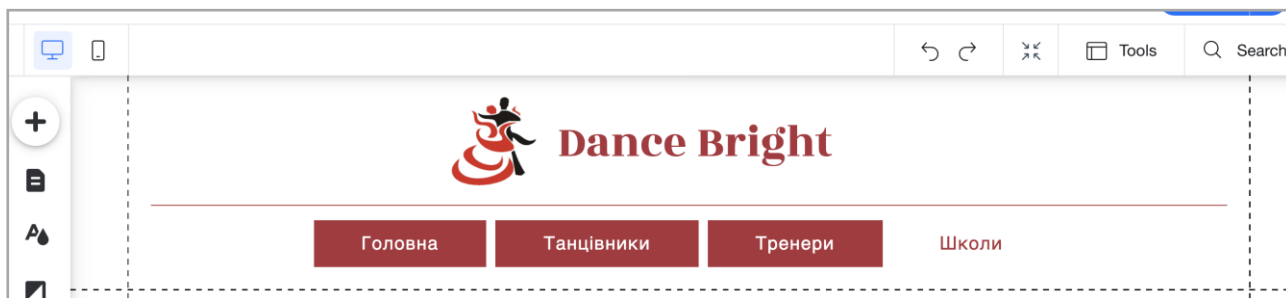 Tools Search
Dance Bright
Головна Танцівники Тренери Школи